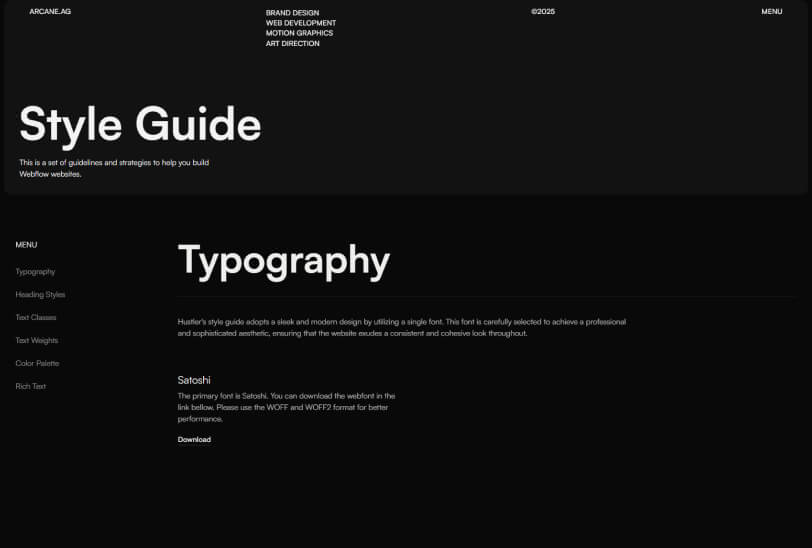 ARCANE.AG
BRAND DESIGN
WEB DEVELOPMENT
MOTION GRAPHICS
ART DIRECTION
©2025
MENU
Style Guide
This is a set of guidelines and strategies to help you build
Webflow websites.
MENU
Typography
Heading Styles
Text Classes
Text Weights
Color Palette
Rich Text
Typography
Hustler's style guide adopts a sleek and modern design by utilizing a single font. This font is carefully selected to achieve a professional
and sophisticated aesthetic, ensuring that the website exudes a consistent and cohesive look throughout.
Satoshi
The primary font is Satoshi. You can download the webfont in the
link bellow. Please use the WOFF and WOFF2 format for better
performance.
Download